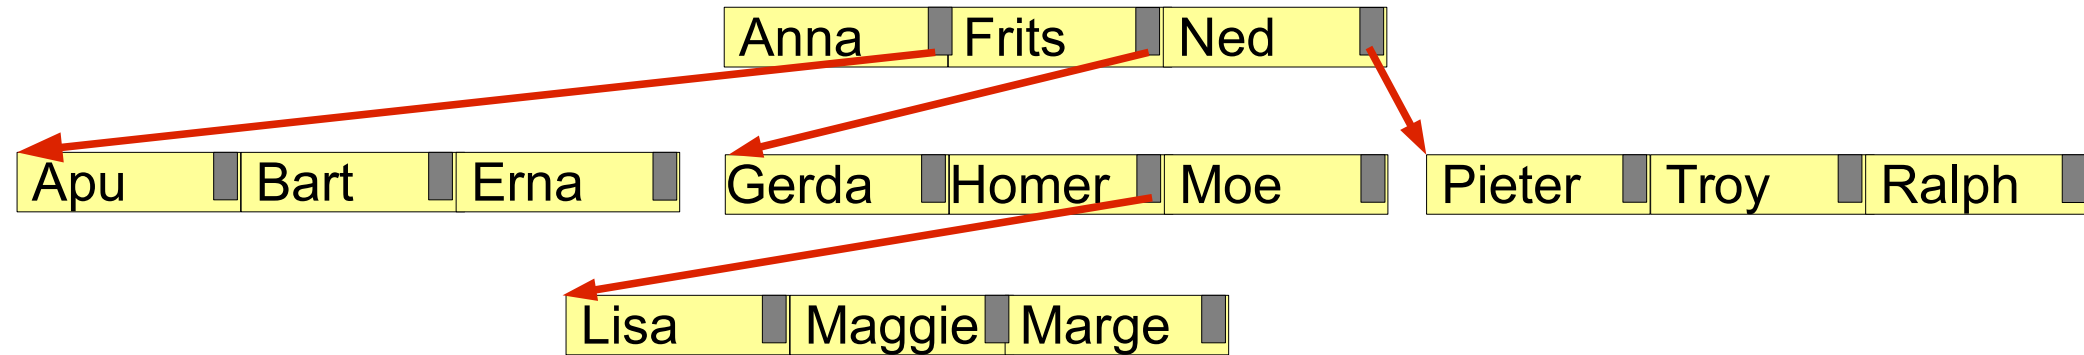 Anna Frits Ned
Apu Bart Erna Gerda Homer Moe Pieter Troy Ralph
Lisa Maggie Marge